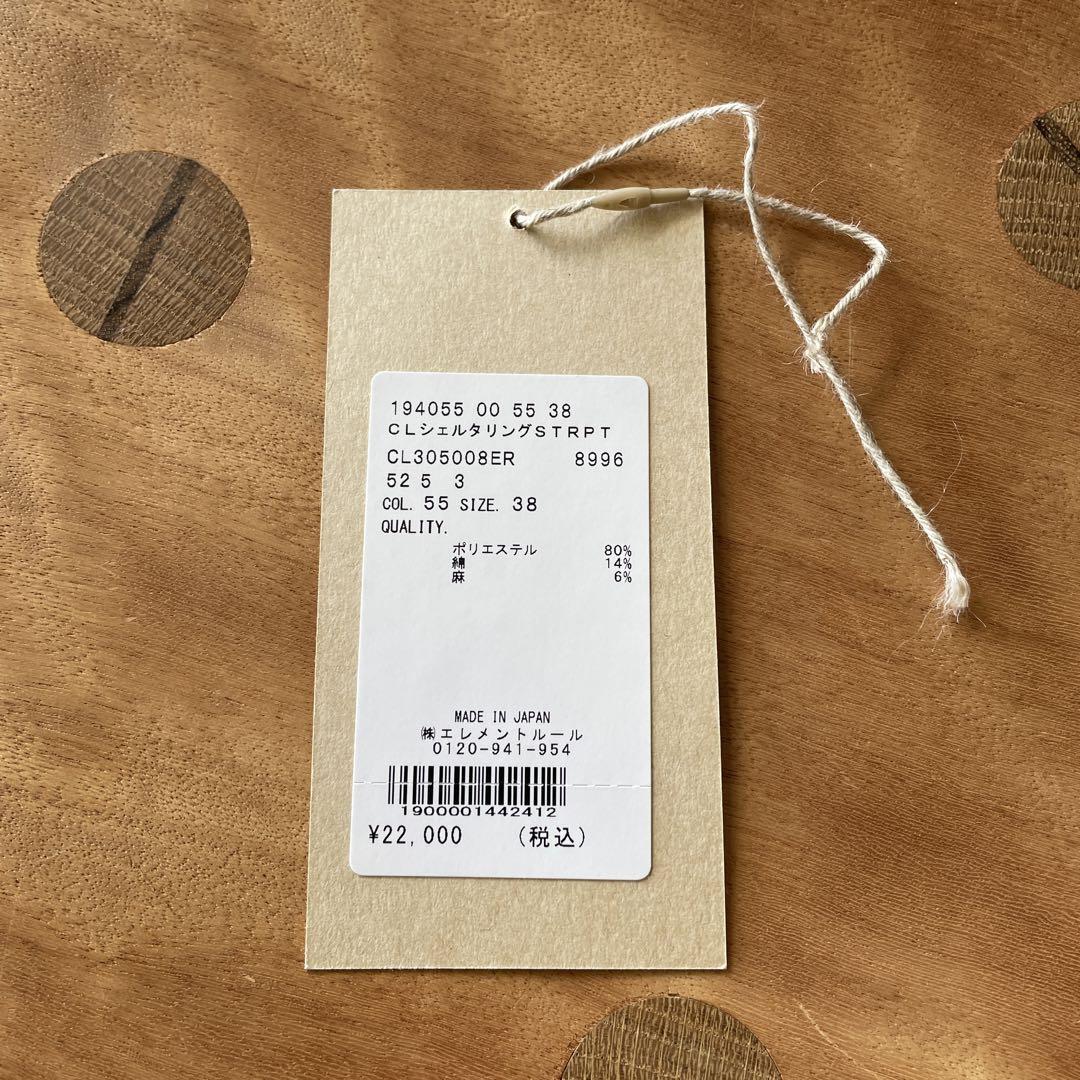 194055 00 55 38
CLシェルタリングSTRPT
CL305008ER 8996
52 5 3
COL. 55 SIZE. 38
QUALITY.
ポリエステル 80%
綿 14%
麻 6%
MADE IN JAPAN
㈱エレメントルール
0120-941-954
1900001442412
¥22,000 (税込)